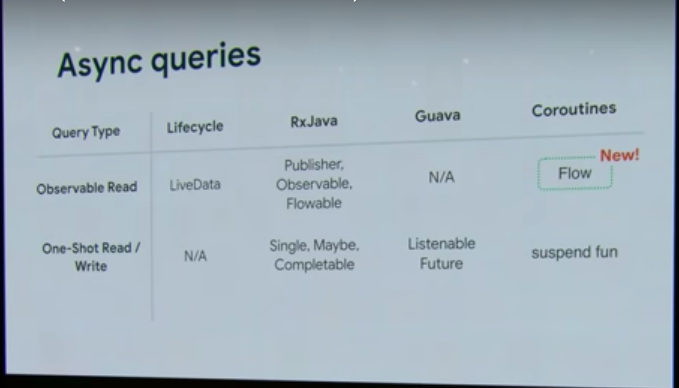 Async queries
Query Type Lifecycle RxJava Guava Coroutines
New!
Observable Read LiveData Publisher, Observable, Flowable N/A Flow
One-Shot Read / Write N/A Single, Maybe, Completable Listenable Future suspend fun